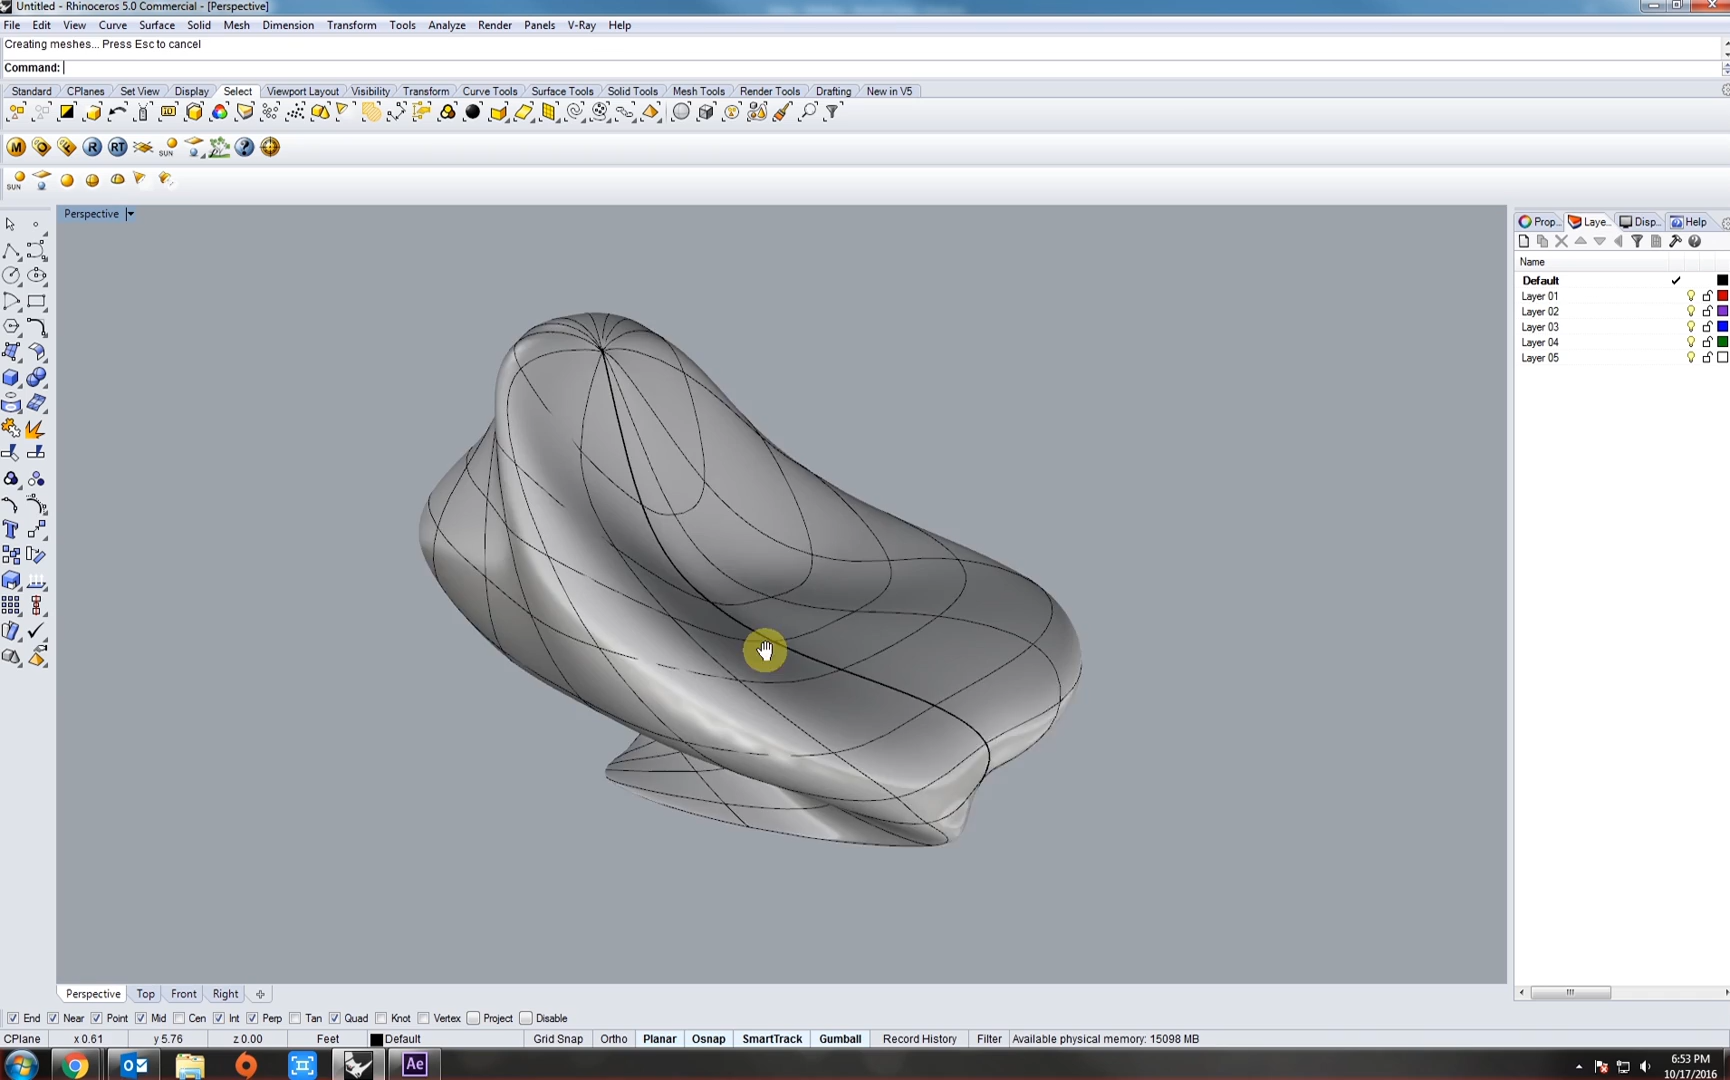 Untitled - Rhinoceros 5.0 Commercial - [Perspective]
File Edit View Curve Surface Solid Mesh Dimension Transform Tools Analyze Render Panels V-Ray Help
Creating meshes... Press Esc to cancel
Command:
Standard CPlanes Set View Display Select Viewport Layout Visibility Transform Curve Tools Surface Tools Solid Tools Mesh Tools Render Tools Drafting New in V5
M R RT SUN
SUN
Perspective
Prop... Laye... Disp... Help
Name
Default
Layer 01
Layer 02
Layer 03
Layer 04
Layer 05
Perspective Top Front Right
End Near Point Mid Cen Int Perp Tan Quad Knot Vertex Project Disable
CPlane x 0.61 y 5.76 z 0.00 Feet Default Grid Snap Ortho Planar Osnap SmartTrack Gumball Record History Filter Available physical memory: 15098 MB
Ae
6:53 PM
10/17/2016